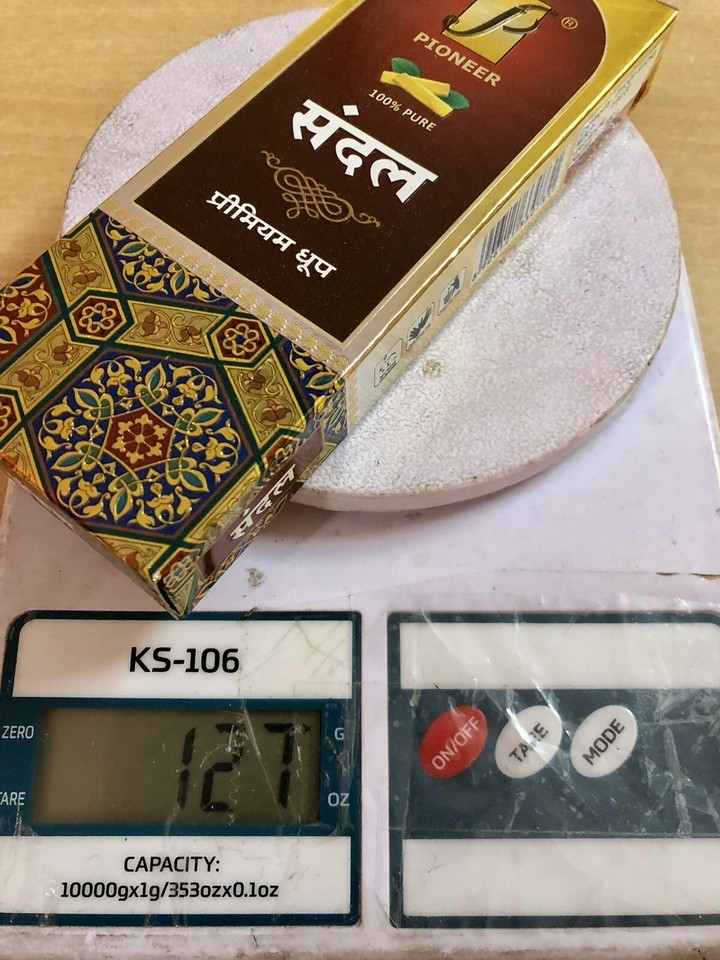 PIONEER
®
100% PURE
संदल
प्रीमियम धूप
संदल
KS-106
ZERO
G
127
TARE
OZ
CAPACITY:
10000gx1g/353ozx0.1oz
ON/OFF
TARE
MODE